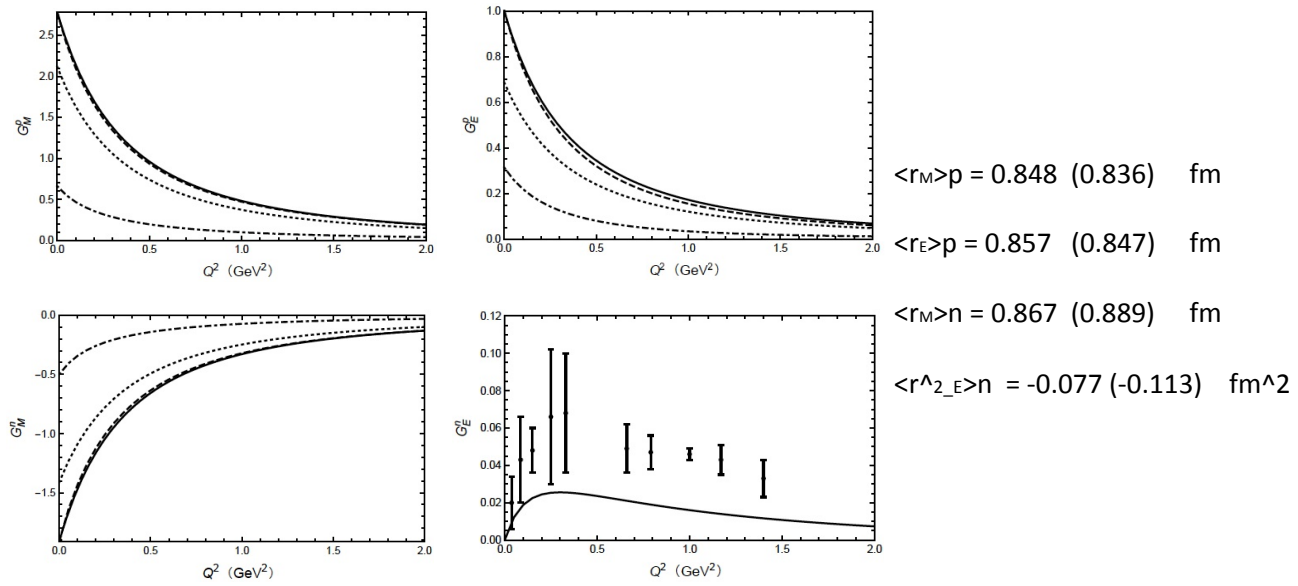 2.5
2.0
1.5
1.0
0.5
0.0
G_M^p
0.0 0.5 1.0 1.5 2.0
Q² (GeV²)
1.0
0.8
0.6
0.4
0.2
0.0
G_E^p
0.0 0.5 1.0 1.5 2.0
Q² (GeV²)
<rM>p = 0.848 (0.836) fm
<rE>p = 0.857 (0.847) fm
<rM>n = 0.867 (0.889) fm
<r^2_E>n = -0.077 (-0.113) fm^2
0.0
-0.5
-1.0
-1.5
G_M^n
0.0 0.5 1.0 1.5 2.0
Q² (GeV²)
0.12
0.10
0.08
0.06
0.04
0.02
0.00
G_E^n
0.0 0.5 1.0 1.5 2.0
Q² (GeV²)